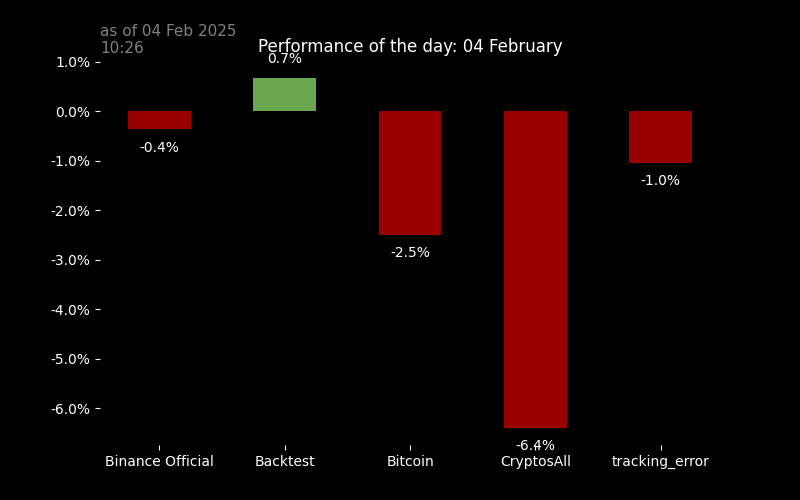 as of 04 Feb 2025
10:26
Performance of the day: 04 February
1.0%
0.0%
-1.0%
-2.0%
-3.0%
-4.0%
-5.0%
-6.0%
-0.4%
0.7%
-2.5%
-6.4%
-1.0%
Binance Official
Backtest
Bitcoin
CryptosAll
tracking_error